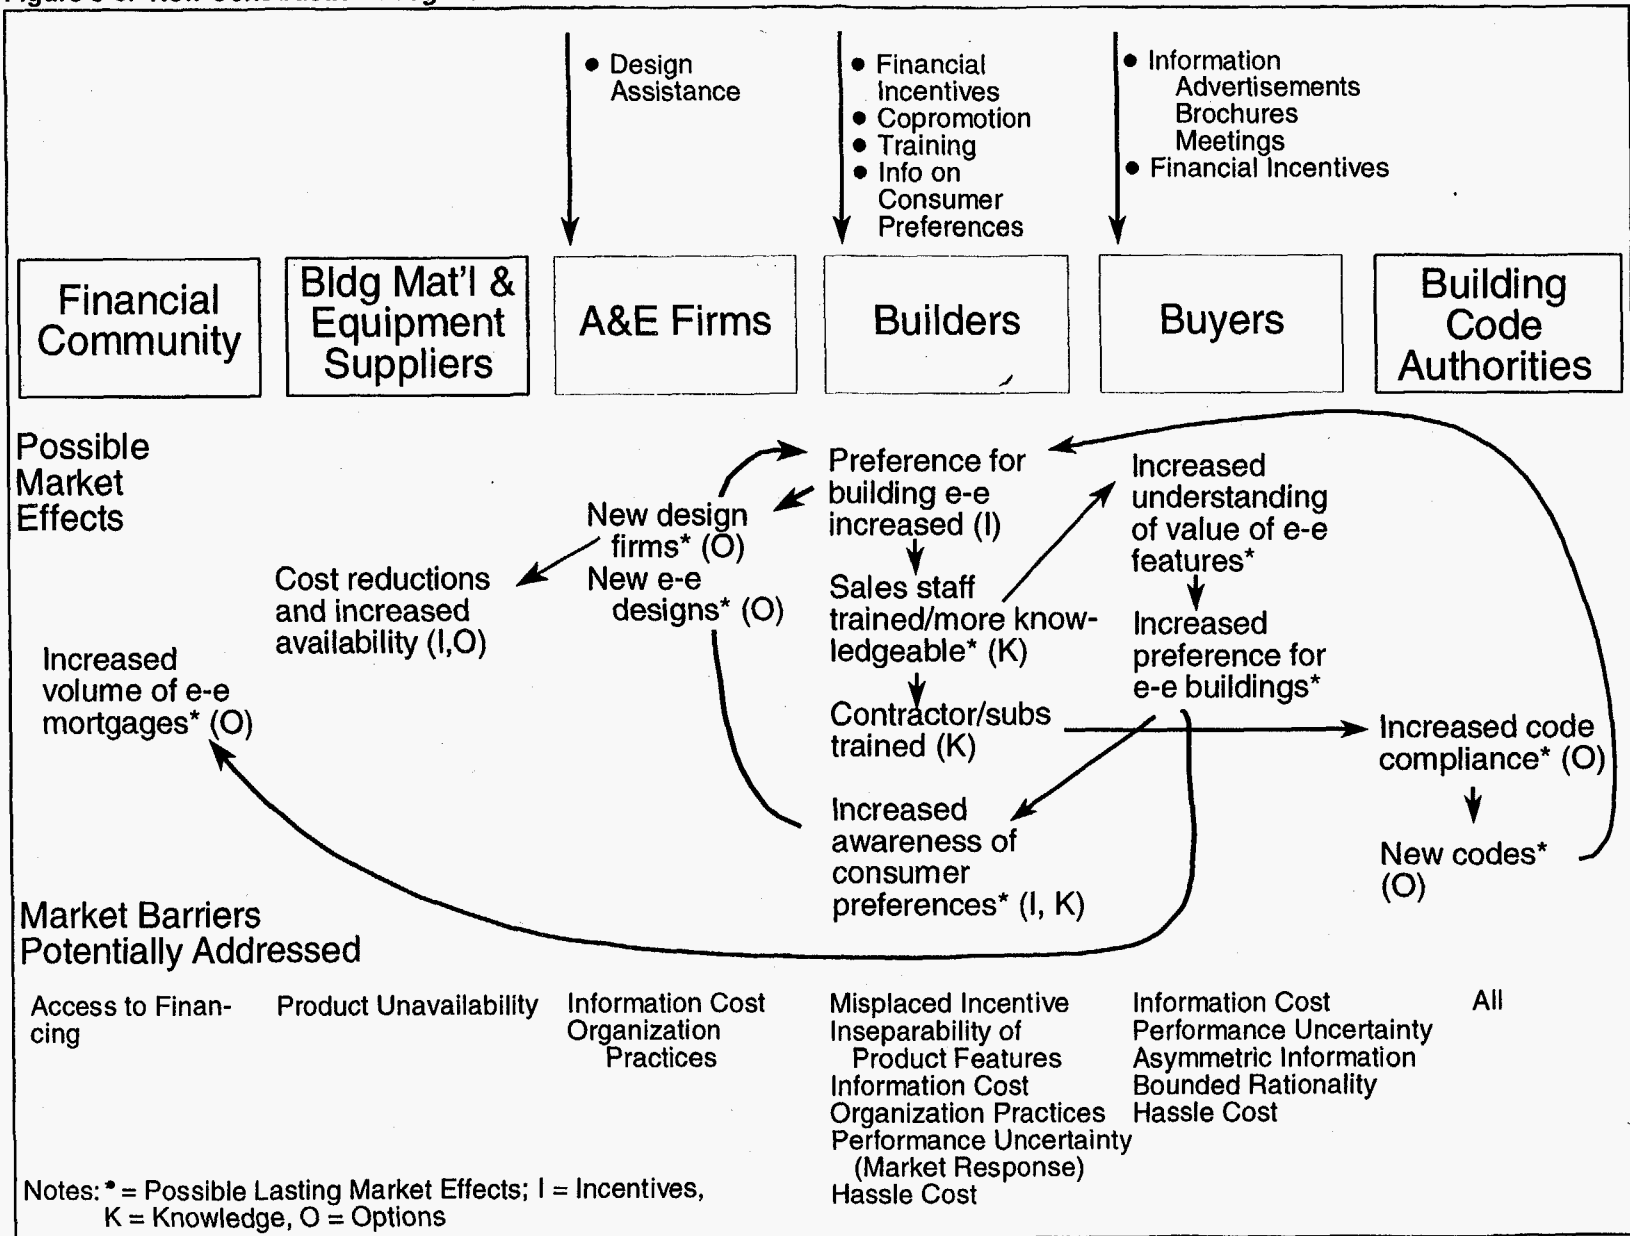 ● Design
Assistance
● Financial
Incentives
● Copromotion
● Training
● Info on
Consumer
Preferences
● Information
Advertisements
Brochures
Meetings
● Financial Incentives
Financial
Community
Bldg Mat'l &
Equipment
Suppliers
A&E Firms
Builders
Buyers
Building
Code
Authorities
Possible
Market
Effects
Increased
volume of e-e
mortgages* (O)
Cost reductions
and increased
availability (I,O)
New design
firms* (O)
New e-e
designs* (O)
Preference for
building e-e
increased (I)
Sales staff
trained/more know-
ledgeable* (K)
Contractor/subs
trained (K)
Increased
awareness of
consumer
preferences* (I, K)
Increased
understanding
of value of e-e
features*
Increased
preference for
e-e buildings*
Increased code
compliance* (O)
New codes*
(O)
Market Barriers
Potentially Addressed
Access to Finan-
cing
Product Unavailability
Information Cost
Organization
Practices
Misplaced Incentive
Inseparability of
Product Features
Information Cost
Organization Practices
Performance Uncertainty
(Market Response)
Hassle Cost
Information Cost
Performance Uncertainty
Asymmetric Information
Bounded Rationality
Hassle Cost
All
Notes: * = Possible Lasting Market Effects; I = Incentives,
K = Knowledge, O = Options